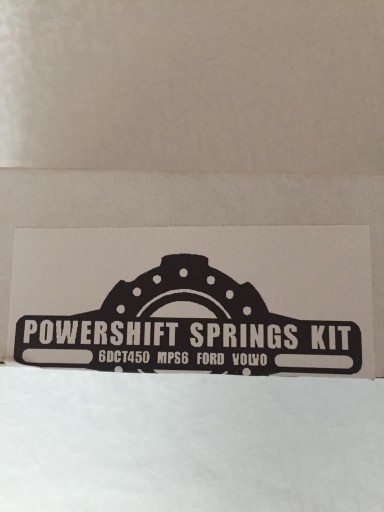 POWERSHIFT SPRINGS KIT
6DCT450 MPS6 FORD VOLVO